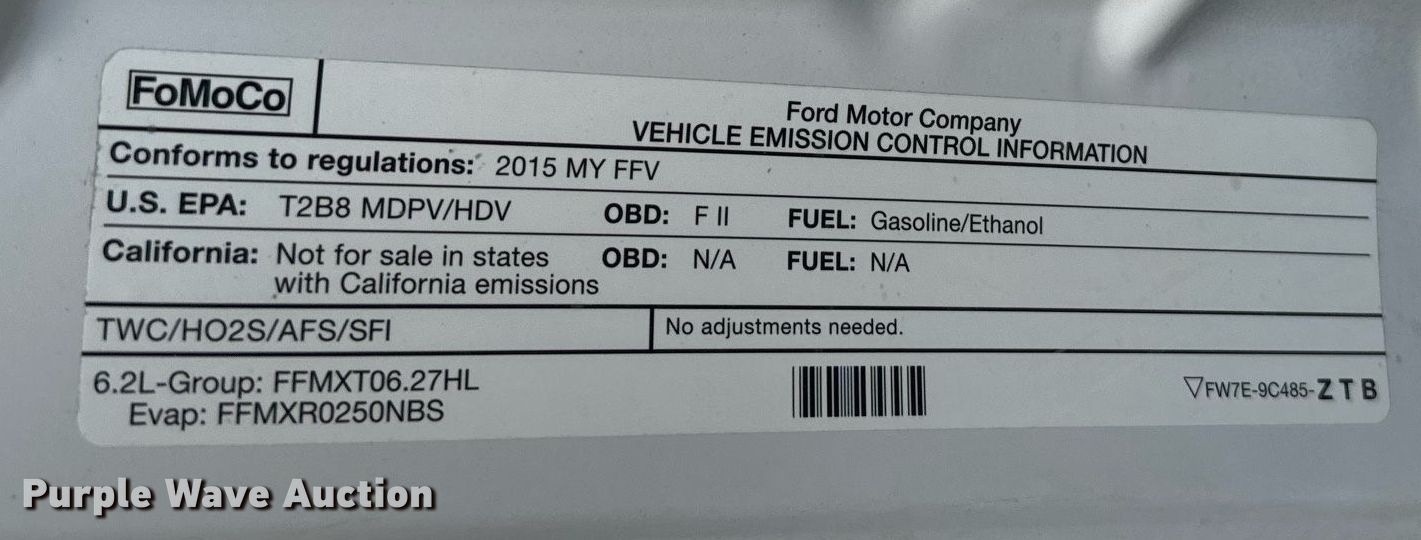 FoMoCo
Ford Motor Company
VEHICLE EMISSION CONTROL INFORMATION
Conforms to regulations: 2015 MY FFV
U.S. EPA: T2B8 MDPV/HDV OBD: F II FUEL: Gasoline/Ethanol
California: Not for sale in states OBD: N/A FUEL: N/A
with California emissions
TWC/HO2S/AFS/SFI No adjustments needed.
6.2L-Group: FFMXT06.27HL
Evap: FFMXR0250NBS
▽FW7E-9C485-Z T B
Purple Wave Auction